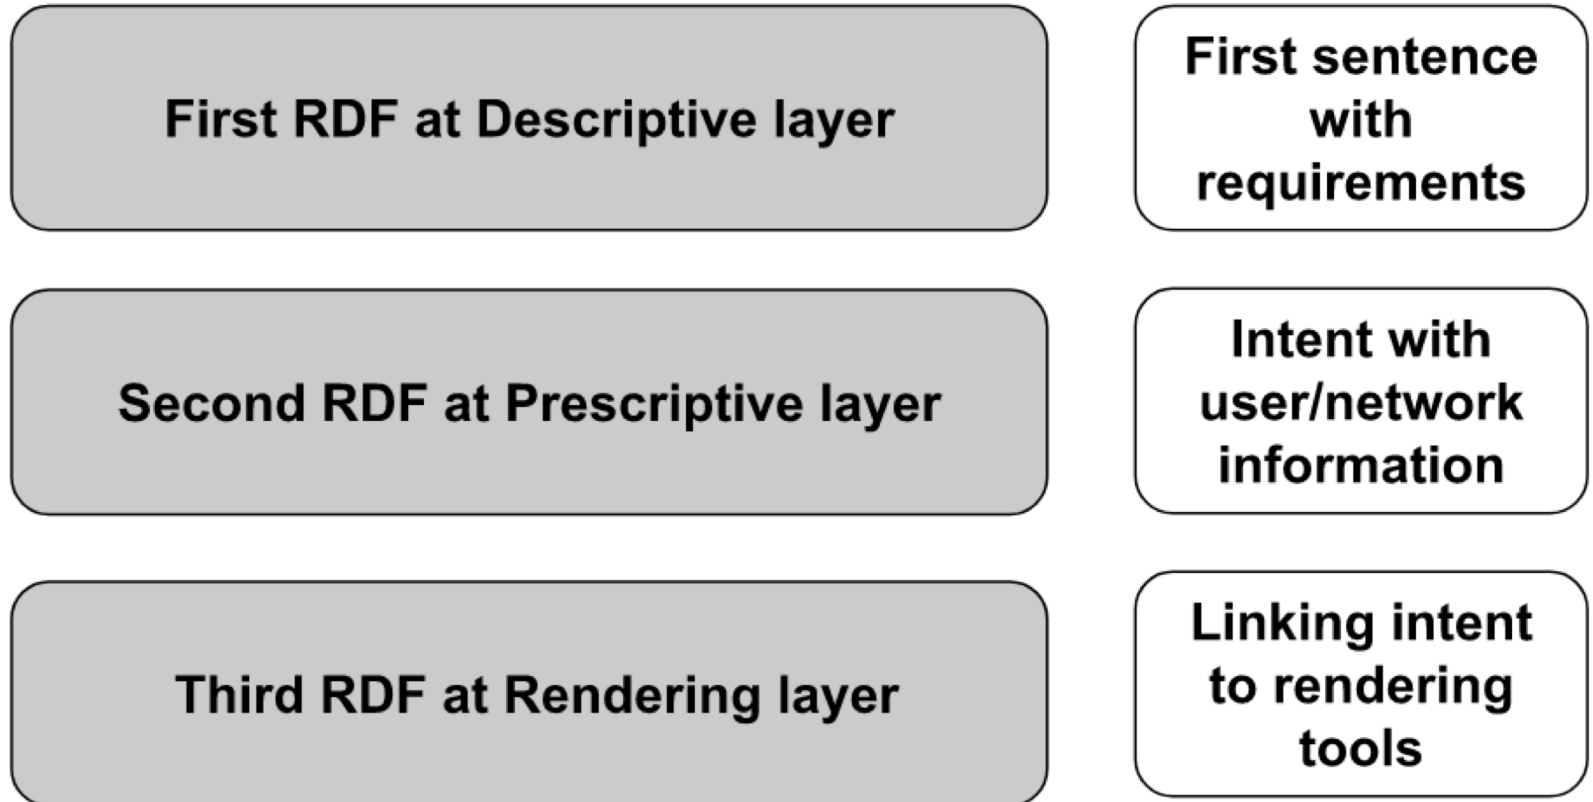 First RDF at Descriptive layer
First sentence
with
requirements
Second RDF at Prescriptive layer
Intent with
user/network
information
Third RDF at Rendering layer
Linking intent
to rendering
tools